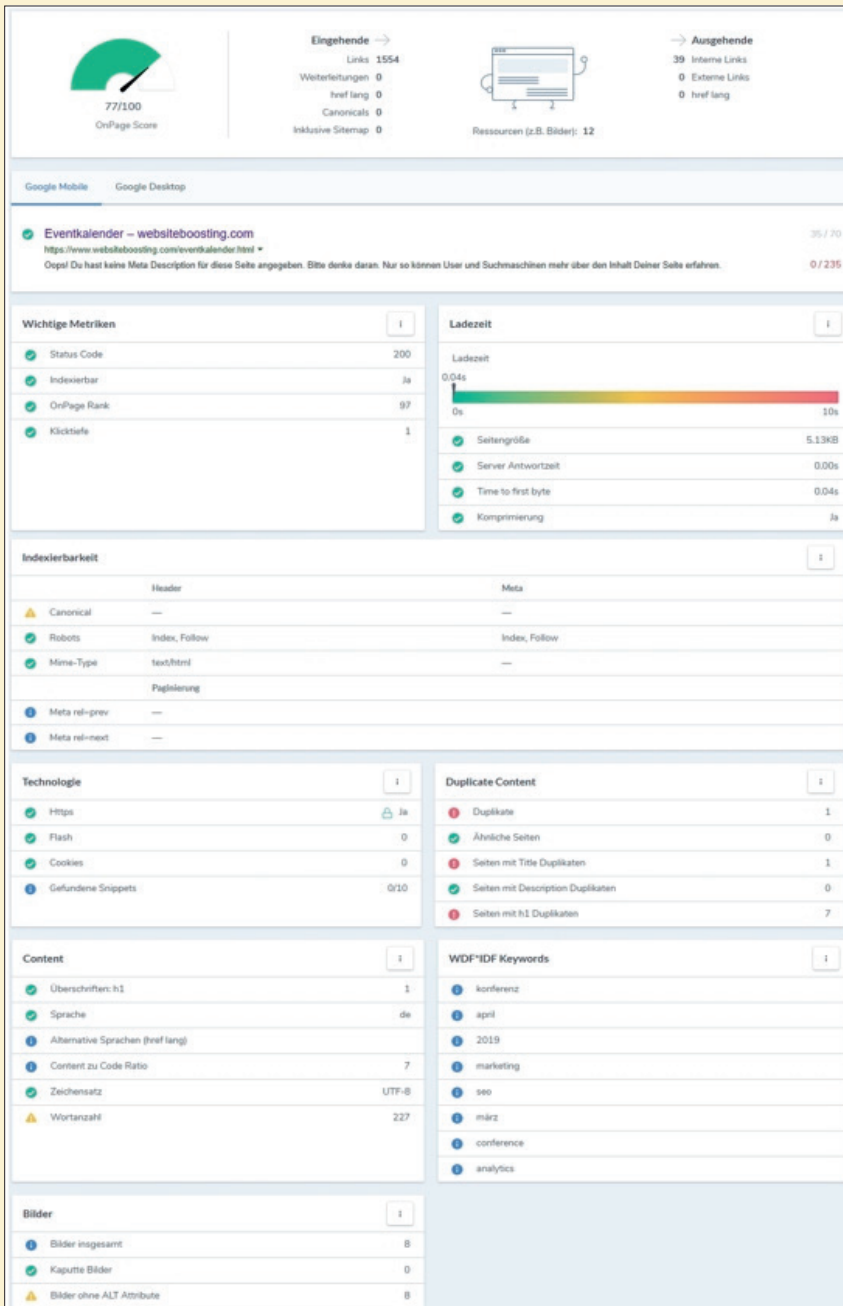 77/100
OnPage Score
Eingehende
Links 1554
Weiterleitungen 0
href lang 0
Canonicals 0
Inklusive Sitemap 0
Ressourcen (z.B. Bilder): 12
Ausgehende
39 Interne Links
0 Externe Links
0 href lang
Google Mobile Google Desktop
Eventkalender – websiteboosting.com 35 / 70
https://www.websiteboosting.com/eventkalender.html
Oops! Du hast keine Meta Description für diese Seite angegeben. Bitte denke daran. Nur so können User und Suchmaschinen mehr über den Inhalt Deiner Seite erfahren. 0 / 235
Wichtige Metriken
Status Code 200
Indexierbar Ja
OnPage Rank 97
Klicktiefe 1
Ladezeit
Ladezeit
0.04s
0s 10s
Seitengröße 5.13KB
Server Antwortzeit 0.00s
Time to first byte 0.04s
Komprimierung Ja
Indexierbarkeit
Header Meta
Canonical — —
Robots Index, Follow Index, Follow
Mime-Type text/html —
Paginierung
Meta rel=prev —
Meta rel=next —
Technologie
Https Ja
Flash 0
Cookies 0
Gefundene Snippets 0/10
Duplicate Content
Duplikate 1
Ähnliche Seiten 0
Seiten mit Title Duplikaten 1
Seiten mit Description Duplikaten 0
Seiten mit h1 Duplikaten 7
Content
Überschriften: h1 1
Sprache de
Alternative Sprachen (href lang)
Content zu Code Ratio 7
Zeichensatz UTF-8
Wortanzahl 227
WDF*IDF Keywords
konferenz
april
2019
marketing
seo
märz
conference
analytics
Bilder
Bilder insgesamt 8
Kaputte Bilder 0
Bilder ohne ALT Attribute 8